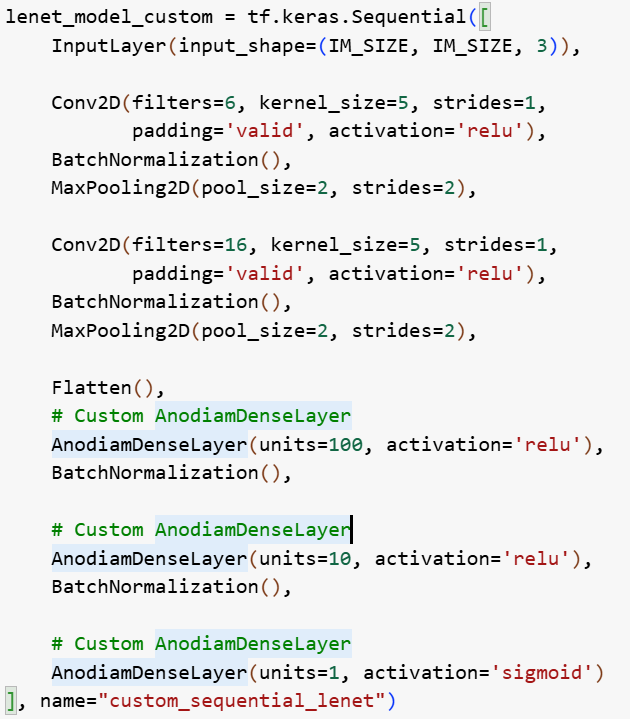 lenet_model_custom = tf.keras.Sequential([
    InputLayer(input_shape=(IM_SIZE, IM_SIZE, 3)),

    Conv2D(filters=6, kernel_size=5, strides=1,
           padding='valid', activation='relu'),
    BatchNormalization(),
    MaxPooling2D(pool_size=2, strides=2),

    Conv2D(filters=16, kernel_size=5, strides=1,
           padding='valid', activation='relu'),
    BatchNormalization(),
    MaxPooling2D(pool_size=2, strides=2),

    Flatten(),
    # Custom AnodiamDenseLayer
    AnodiamDenseLayer(units=100, activation='relu'),
    BatchNormalization(),

    # Custom AnodiamDenseLayer
    AnodiamDenseLayer(units=10, activation='relu'),
    BatchNormalization(),

    # Custom AnodiamDenseLayer
    AnodiamDenseLayer(units=1, activation='sigmoid')
], name="custom_sequential_lenet")